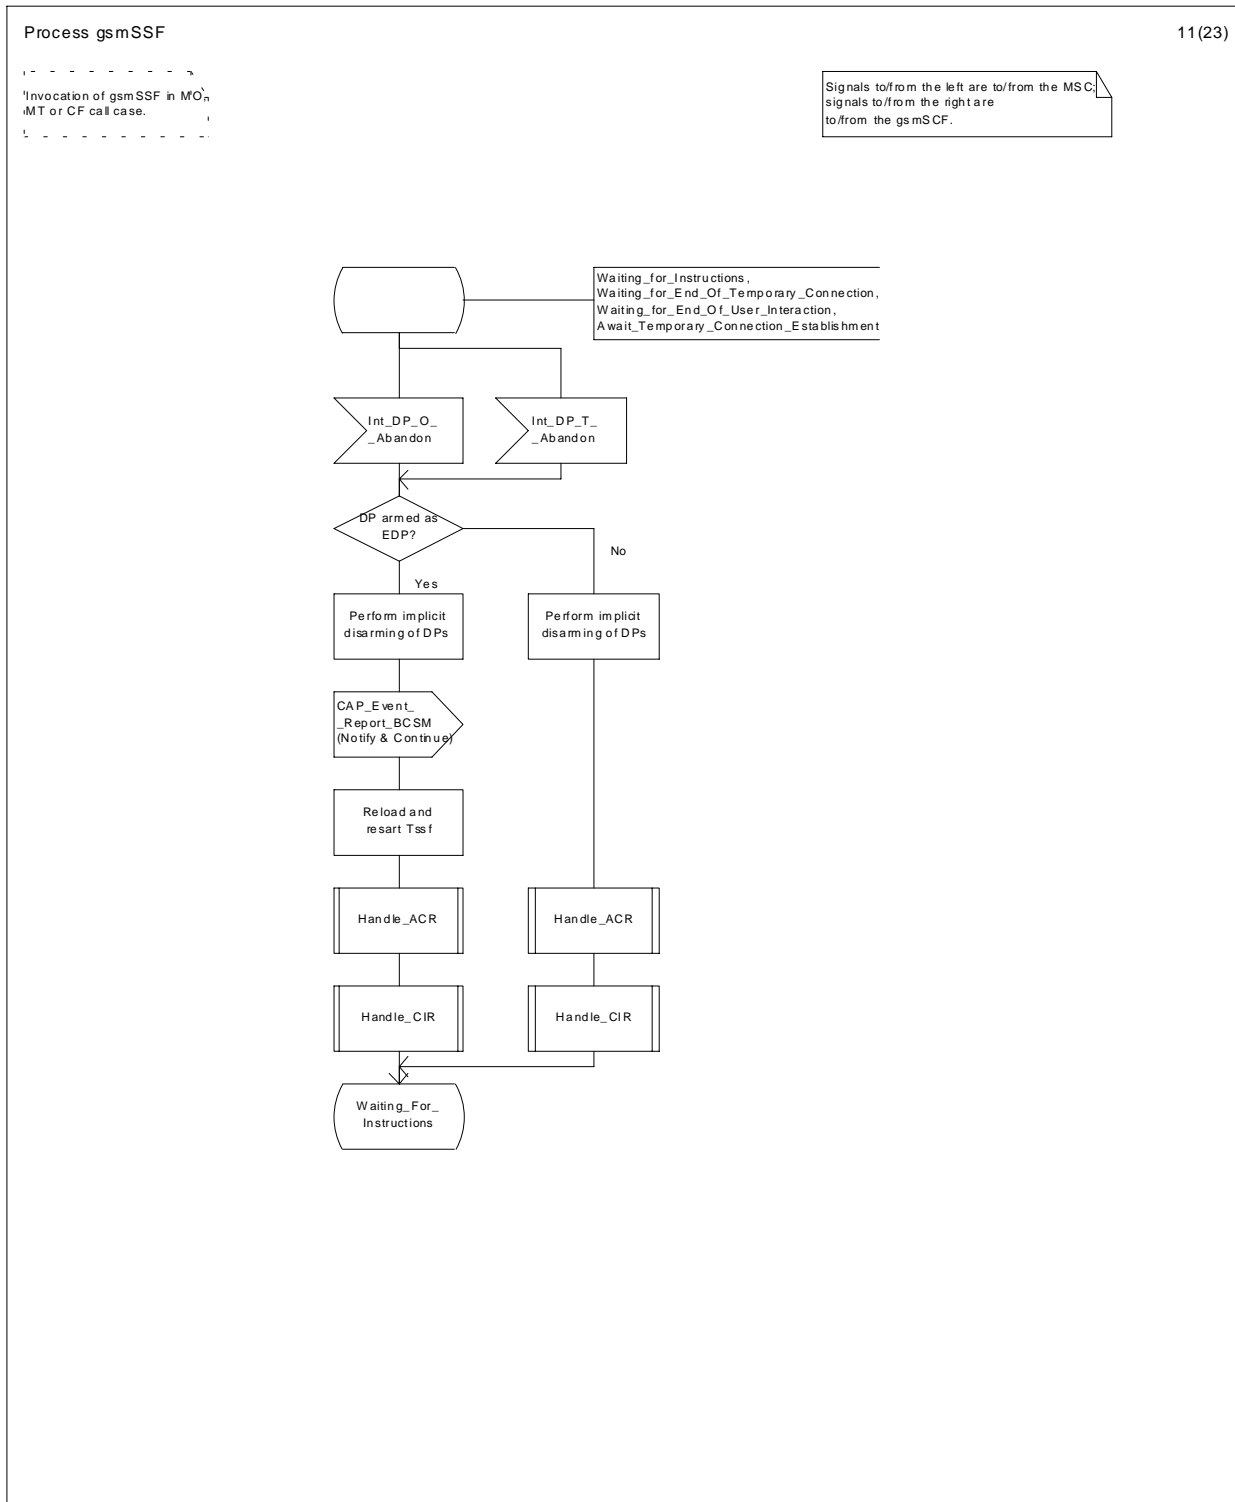 Process gsmSSF
11(23)
Invocation of gsmSSF in MO,
MT or CF call case.
Signals to/from the left are to/from the MSC;
signals to/from the right are
to/from the gsmSCF.
Waiting_for_Instructions,
Waiting_for_End_Of_Temporary_Connection,
Waiting_for_End_Of_User_Interaction,
Await_Temporary_Connection_Establishment
Int_DP_O_
_Abandon
Int_DP_T_
_Abandon
DP armed as
EDP?
No
Yes
Perform implicit
disarming of DPs
Perform implicit
disarming of DPs
CAP_Event_
_Report_BCSM
(Notify & Continue)
Reload and
resart Tssf
Handle_ACR
Handle_ACR
Handle_CIR
Handle_CIR
Waiting_For_
Instructions